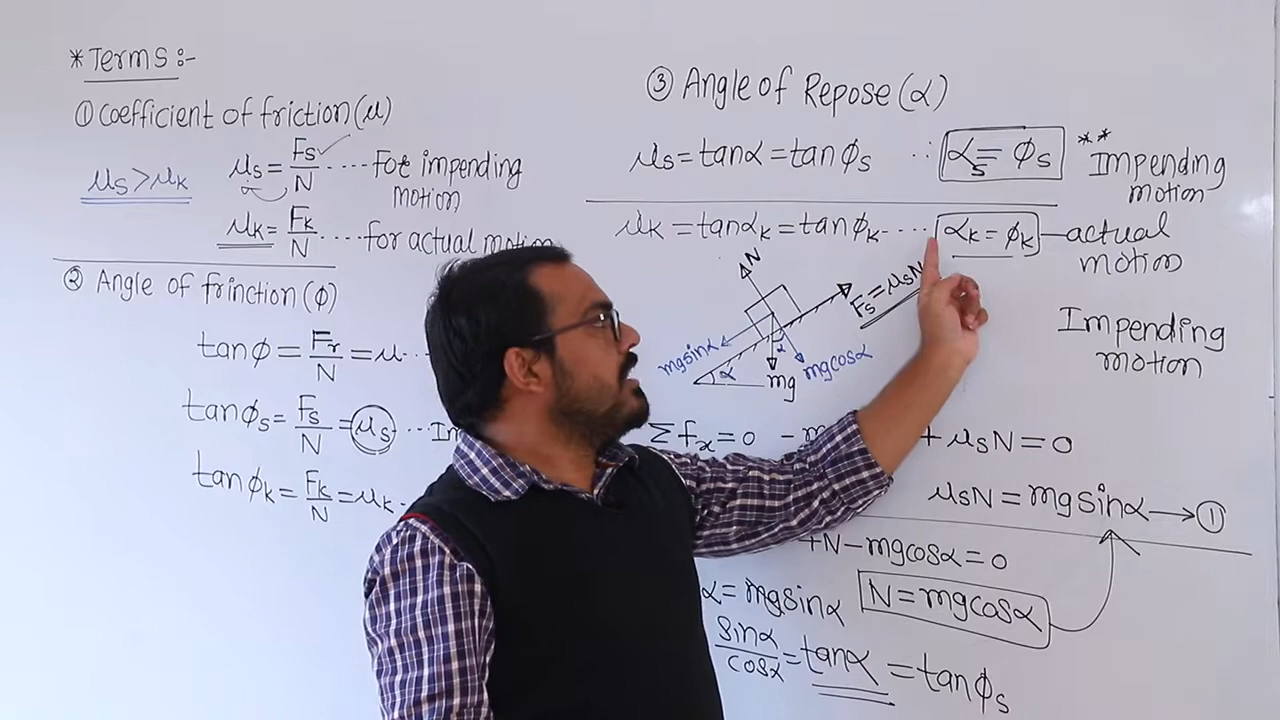 * Terms :-
① Coefficient of friction (μ)
μs > μk
μs = Fs/N ····· For impending
motion
μk = Fk/N ···· for actual motion
② Angle of frinction (φ)
tanφ = Fr/N = μ ··
tanφs = Fs/N = μs ··
tanφk = Fk/N = μk ·
③ Angle of Repose (α)
μs = tanα = tanφs ∴ αs = φs ** Impending
motion
μk = tanαk = tanφk ····· αk = φk — actual
motion
N
Fs = μsN
mgsinα
α
α
mg
mgcosα
Impending
motion
Σfx = 0 - m + μsN = 0
μsN = mgsinα → ①
+N - mgcosα = 0
α = mgsinα
N = mgcosα
sinα/cosα = tanα = tanφs